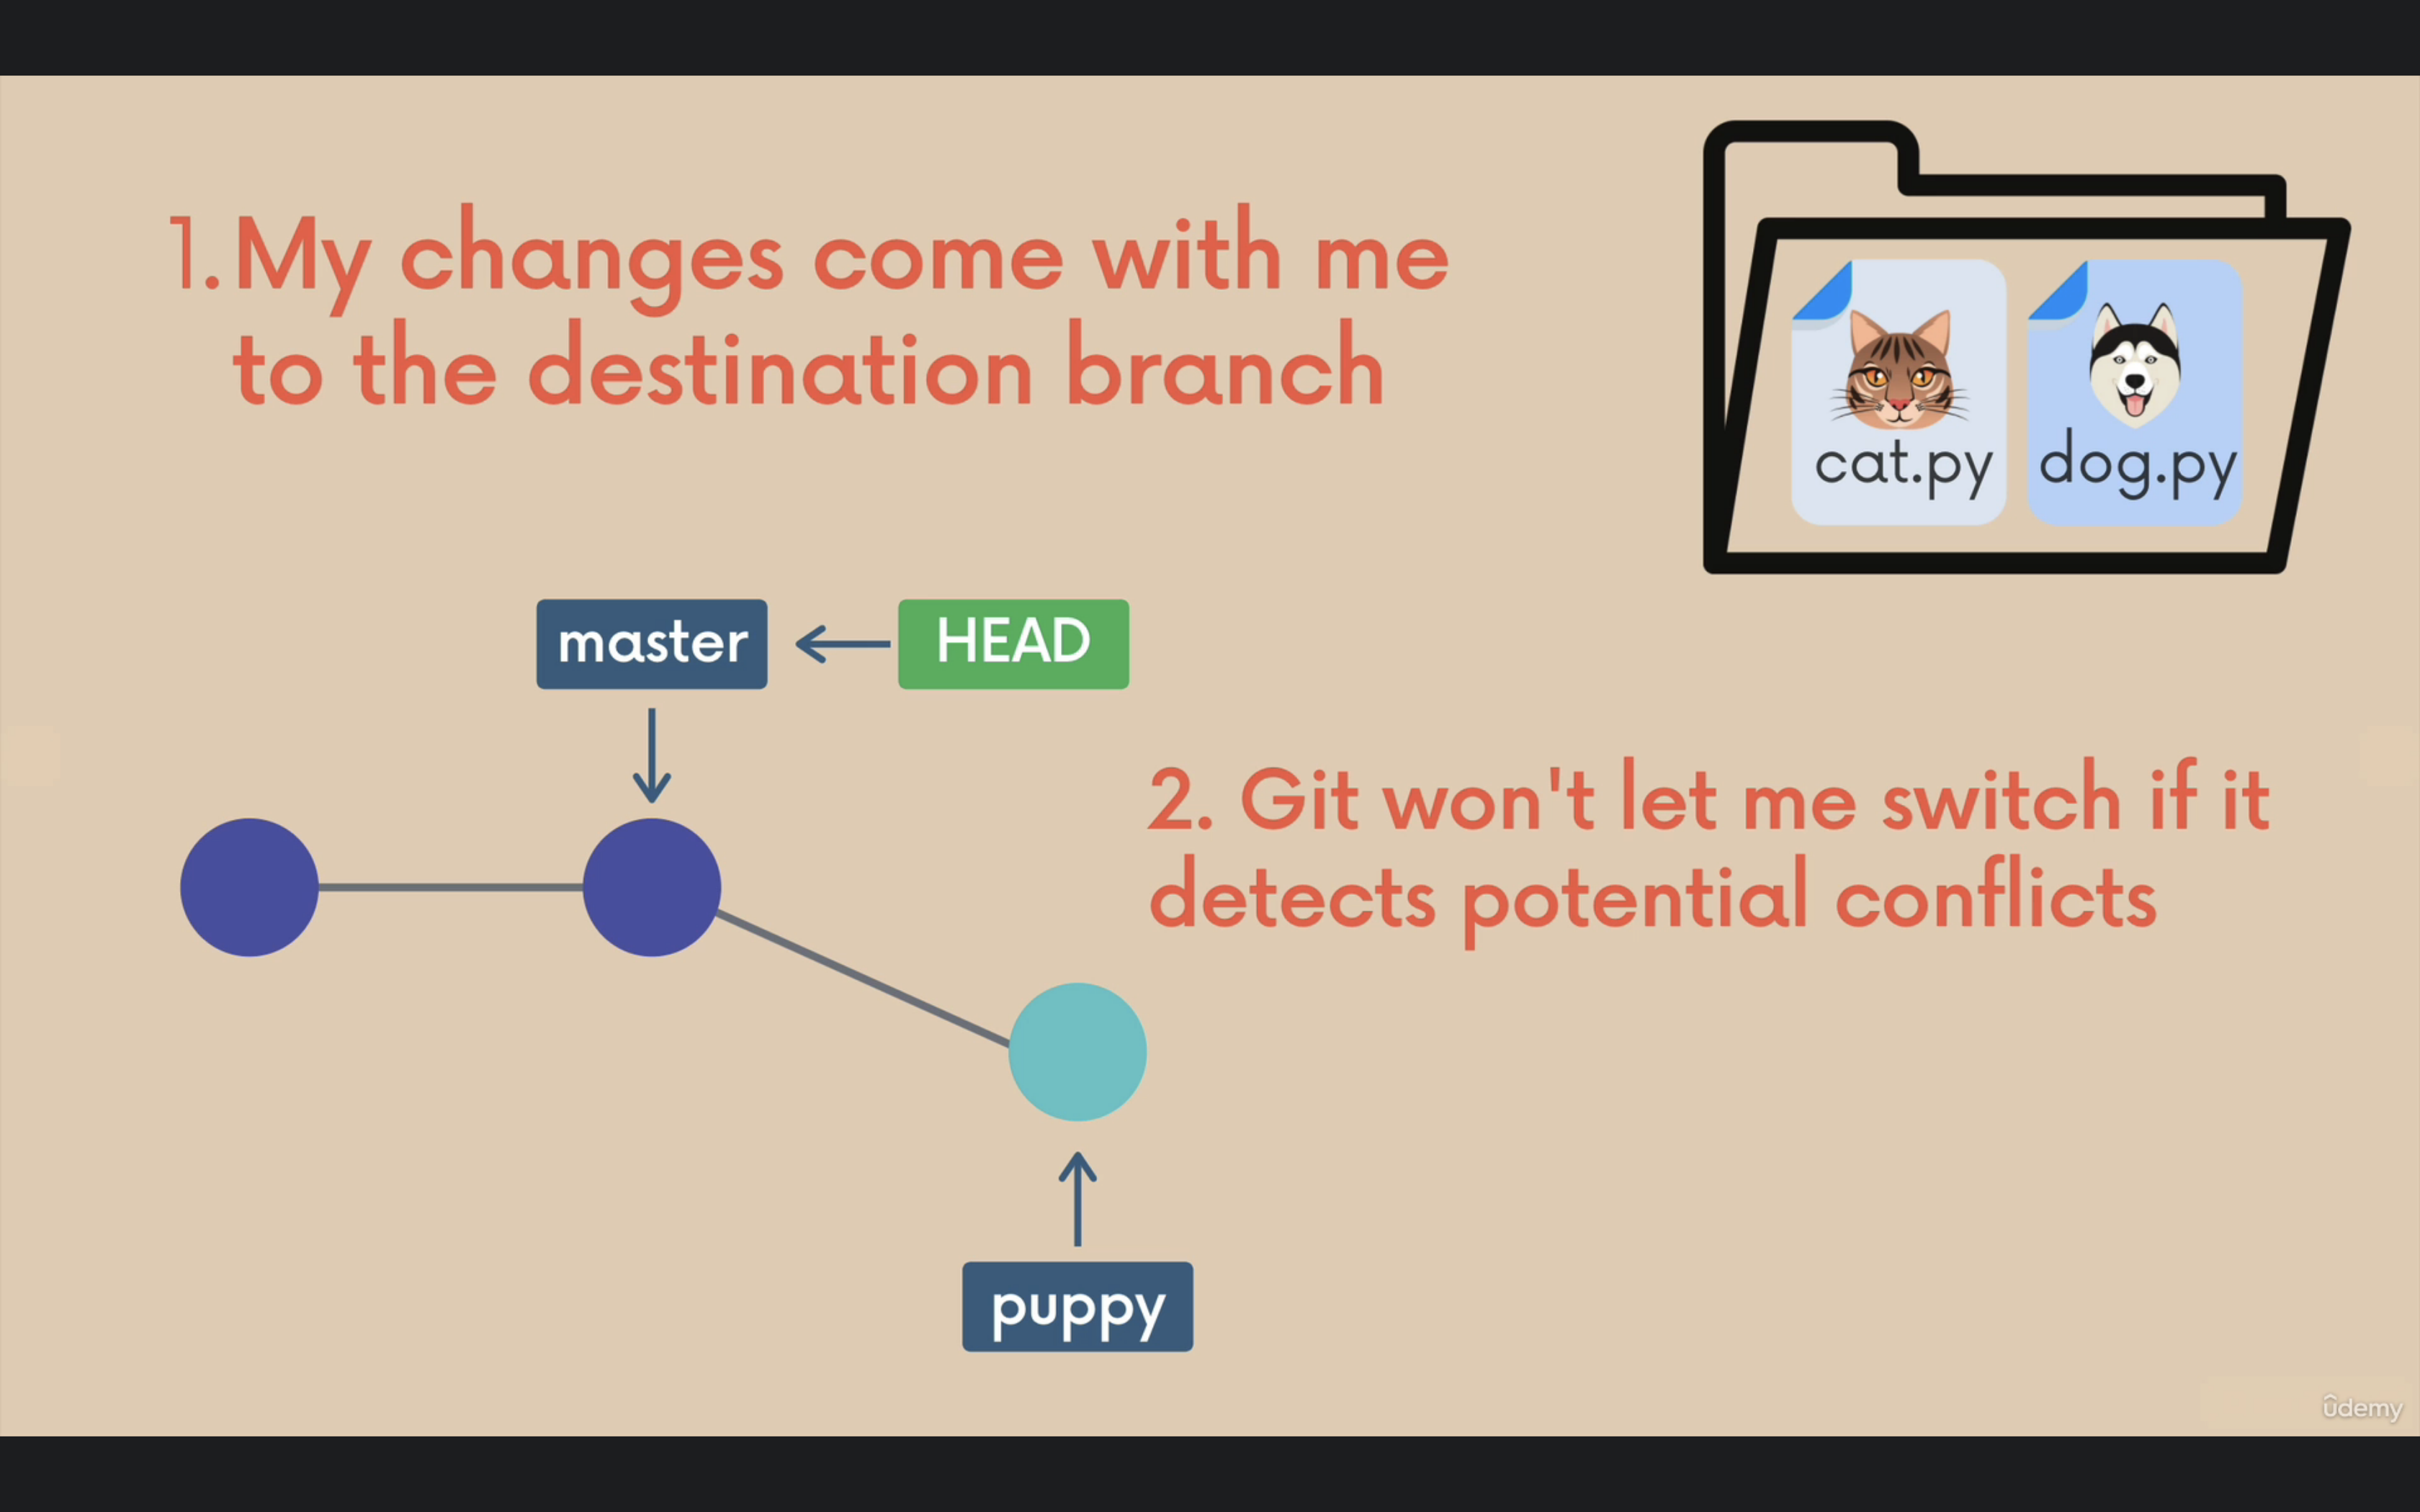 1. My changes come with me
to the destination branch
cat.py
dog.py
master
HEAD
2. Git won't let me switch if it
detects potential conflicts
puppy
ûdemy